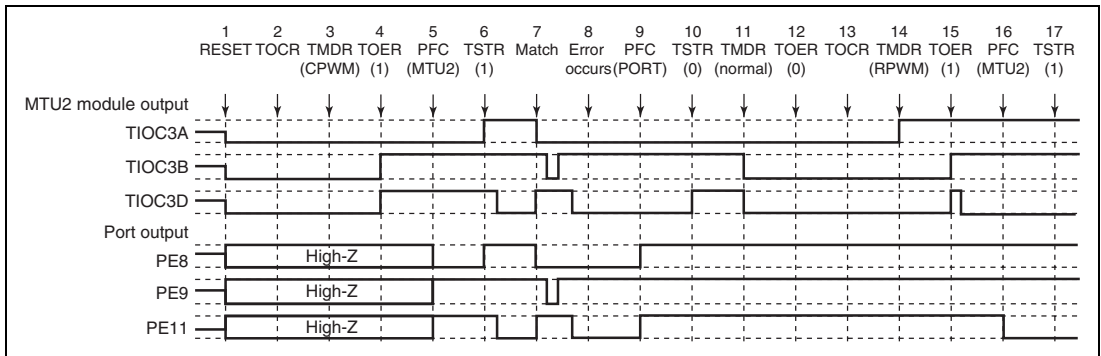 1 2 3 4 5 6 7 8 9 10 11 12 13 14 15 16 17
RESET TOCR TMDR TOER PFC TSTR Match Error PFC TSTR TMDR TOER TOCR TMDR TOER PFC TSTR
(CPWM) (1) (MTU2) (1) occurs (PORT) (0) (normal) (0) (RPWM) (1) (MTU2) (1)
MTU2 module output
TIOC3A
TIOC3B
TIOC3D
Port output
PE8 High-Z
PE9 High-Z
PE11 High-Z